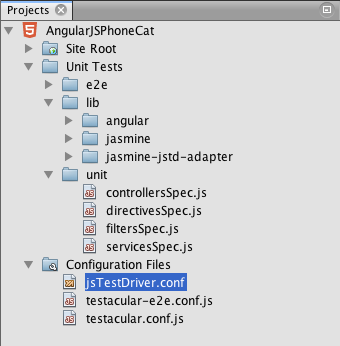 Projects
AngularJSPhoneCat
Site Root
Unit Tests
e2e
lib
angular
jasmine
jasmine-jstd-adapter
unit
controllersSpec.js
directivesSpec.js
filtersSpec.js
servicesSpec.js
Configuration Files
jsTestDriver.conf
testacular-e2e.conf.js
testacular.conf.js